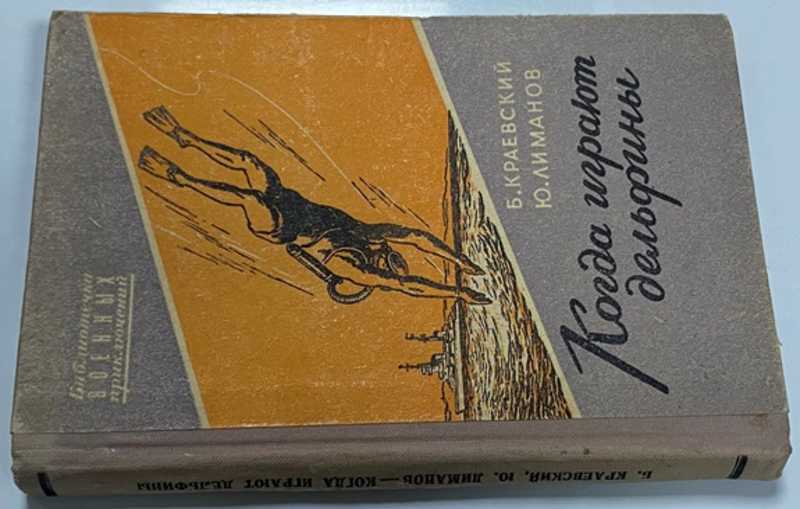 Библиотечка
ВОЕННЫХ
приключений
Б. КРАЕВСКИЙ
Ю. ЛИМАНОВ
Когда играют
дельфины
Б. КРАЕВСКИЙ, Ю. ЛИМАНОВ — КОГДА ИГРАЮТ ДЕЛЬФИНЫ